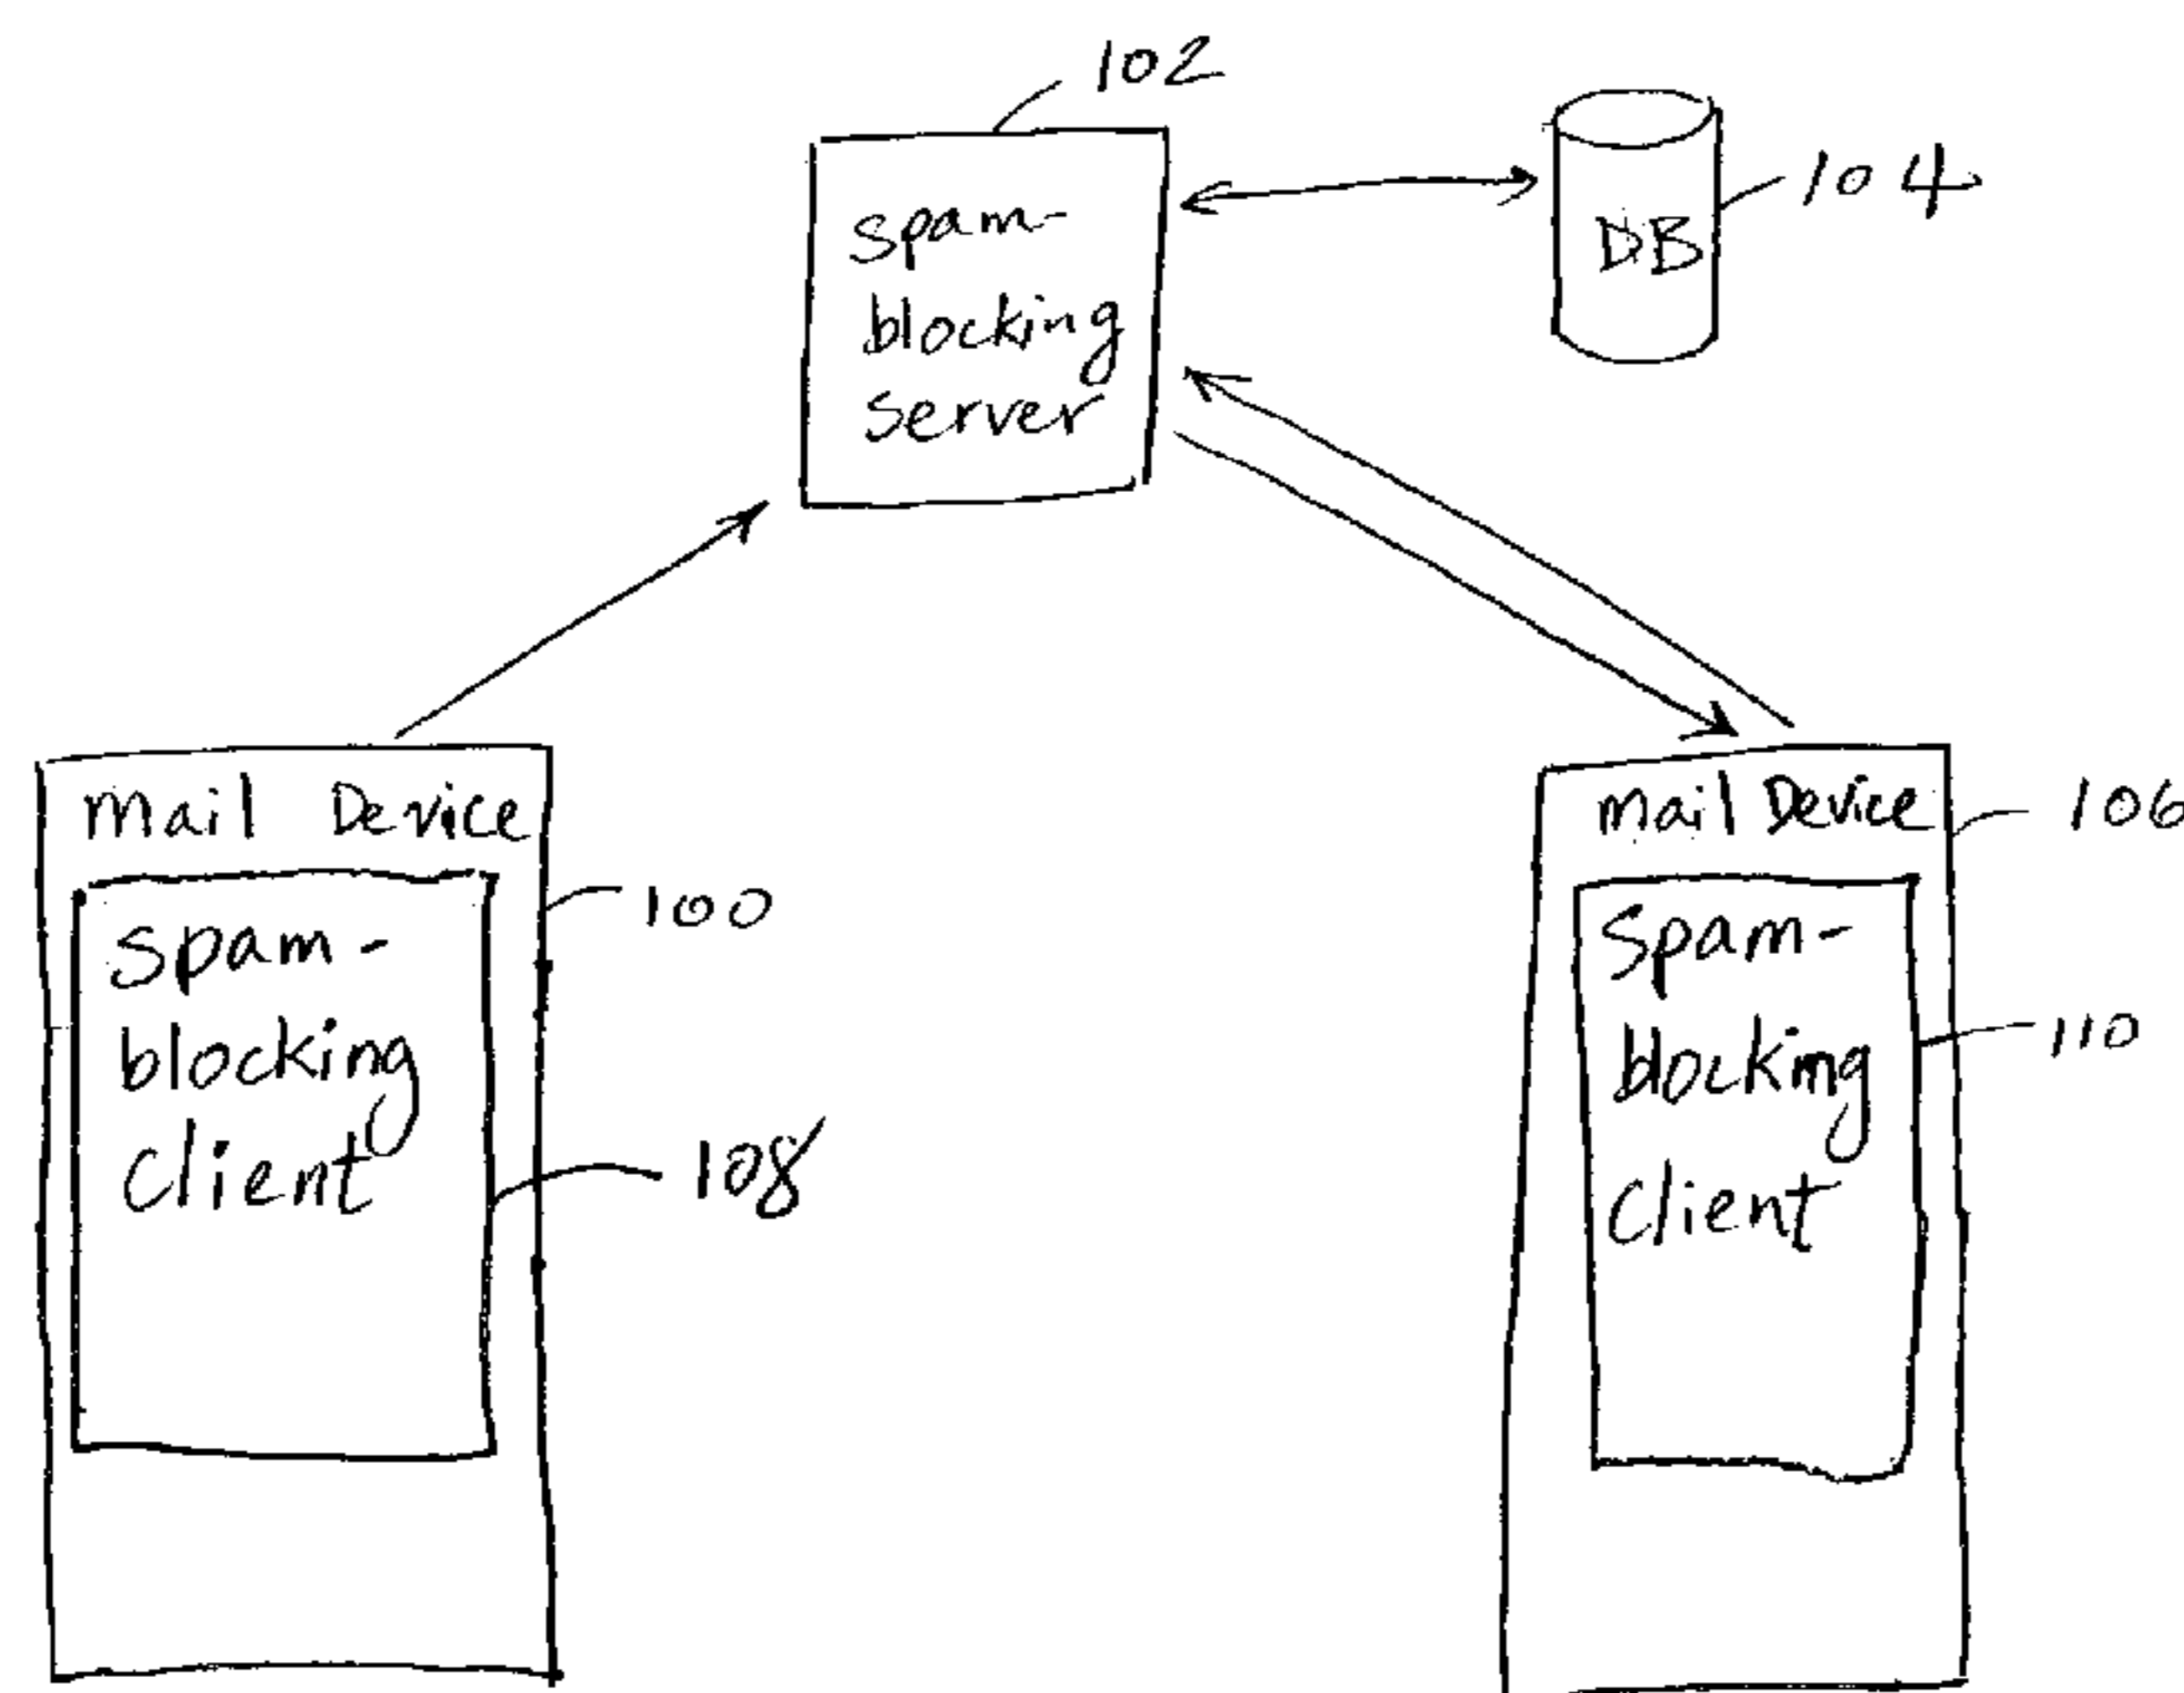 102
104
spam-
blocking
server
DB
Mail Device
100
spam-
blocking
client
108
Mail Device
106
Spam-
blocking
client
110